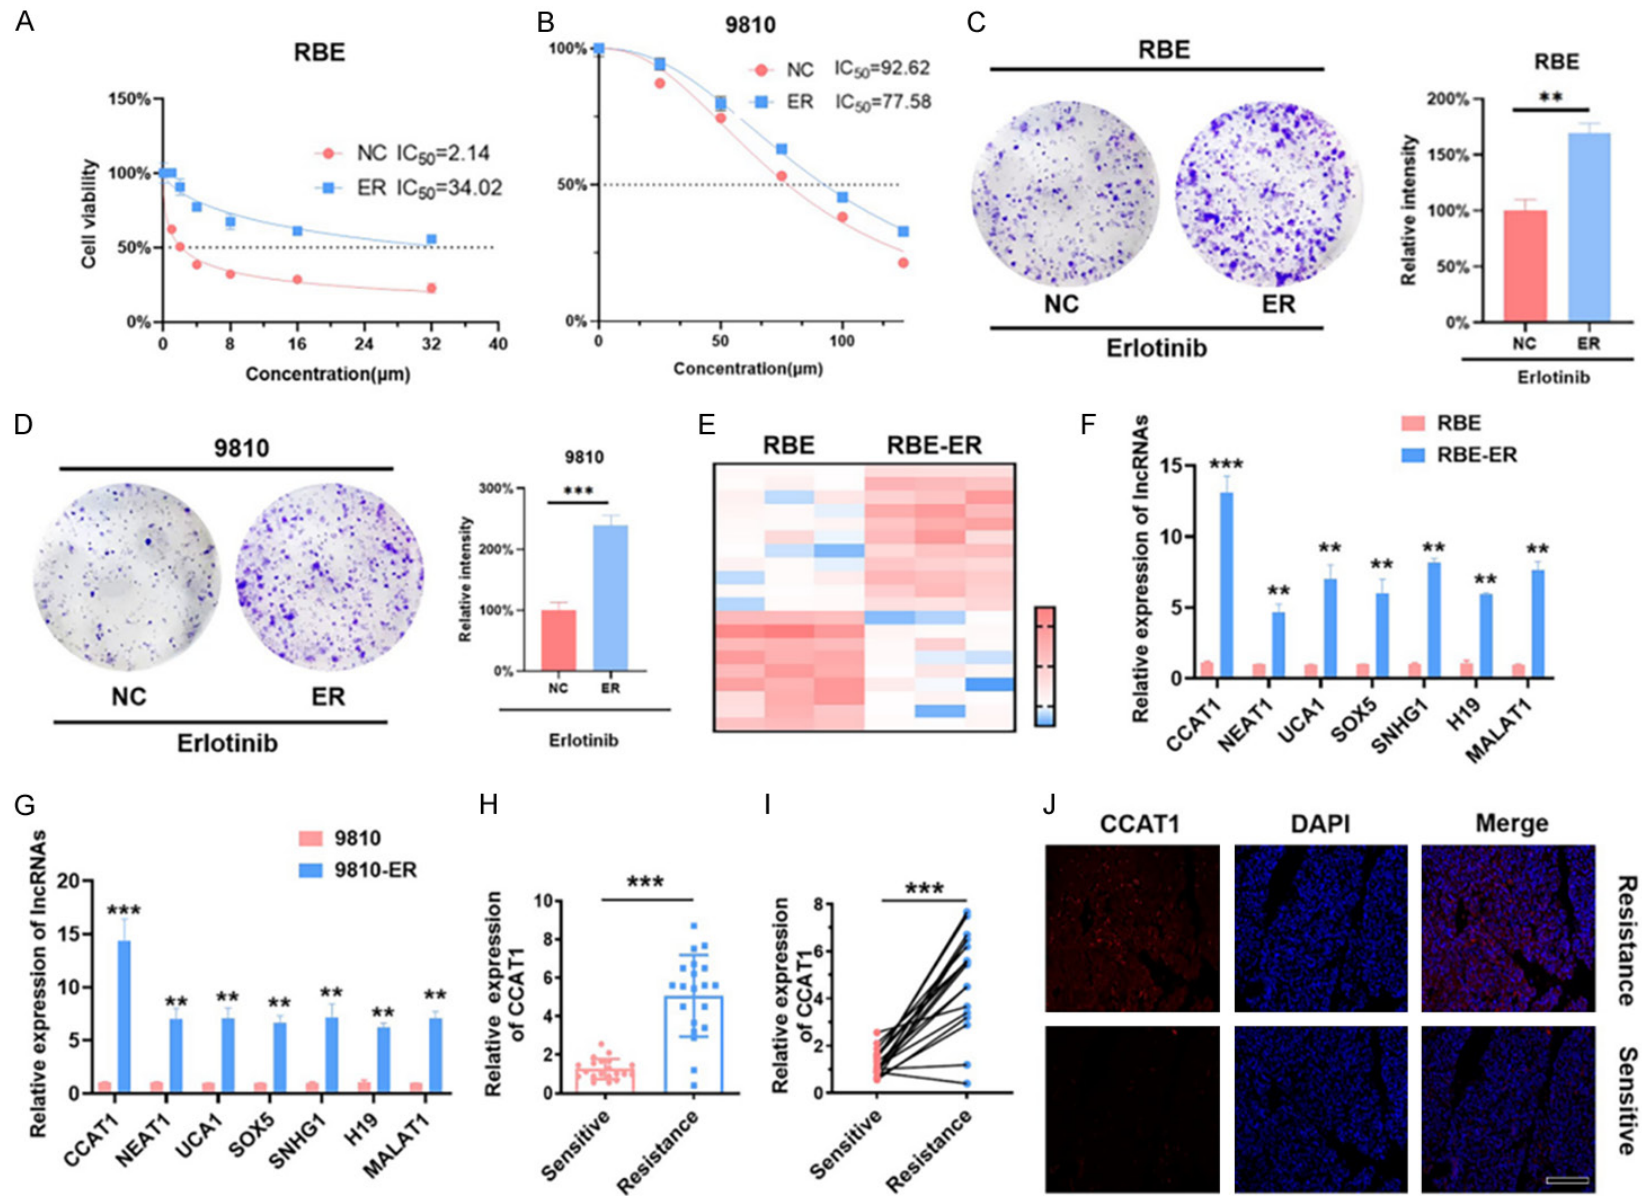 A
RBE
150%
100%
50%
0%
Cell viability
NC IC50=2.14
ER IC50=34.02
0 8 16 24 32 40
Concentration(μm)
B
9810
100%
50%
0%
NC IC50=92.62
ER IC50=77.58
0 50 100
Concentration(μm)
C
RBE
NC ER
Erlotinib
RBE
**
200%
150%
100%
50%
0%
Relative intensity
NC ER
Erlotinib
D
9810
NC ER
Erlotinib
9810
***
300%
200%
100%
0%
Relative intensity
NC ER
Erlotinib
E
RBE RBE-ER
F
RBE
RBE-ER
Relative expression of lncRNAs
15
10
5
0
*** ** ** ** ** ** **
CCAT1 NEAT1 UCA1 SOX5 SNHG1 H19 MALAT1
G
9810
9810-ER
Relative expression of lncRNAs
20
15
10
5
0
*** ** ** ** ** ** **
CCAT1 NEAT1 UCA1 SOX5 SNHG1 H19 MALAT1
H
***
Relative expression
of CCAT1
10
8
6
4
2
0
Sensitive Resistance
I
***
Relative expression
of CCAT1
8
6
4
2
0
Sensitive Resistance
J
CCAT1 DAPI Merge
Resistance
Sensitive